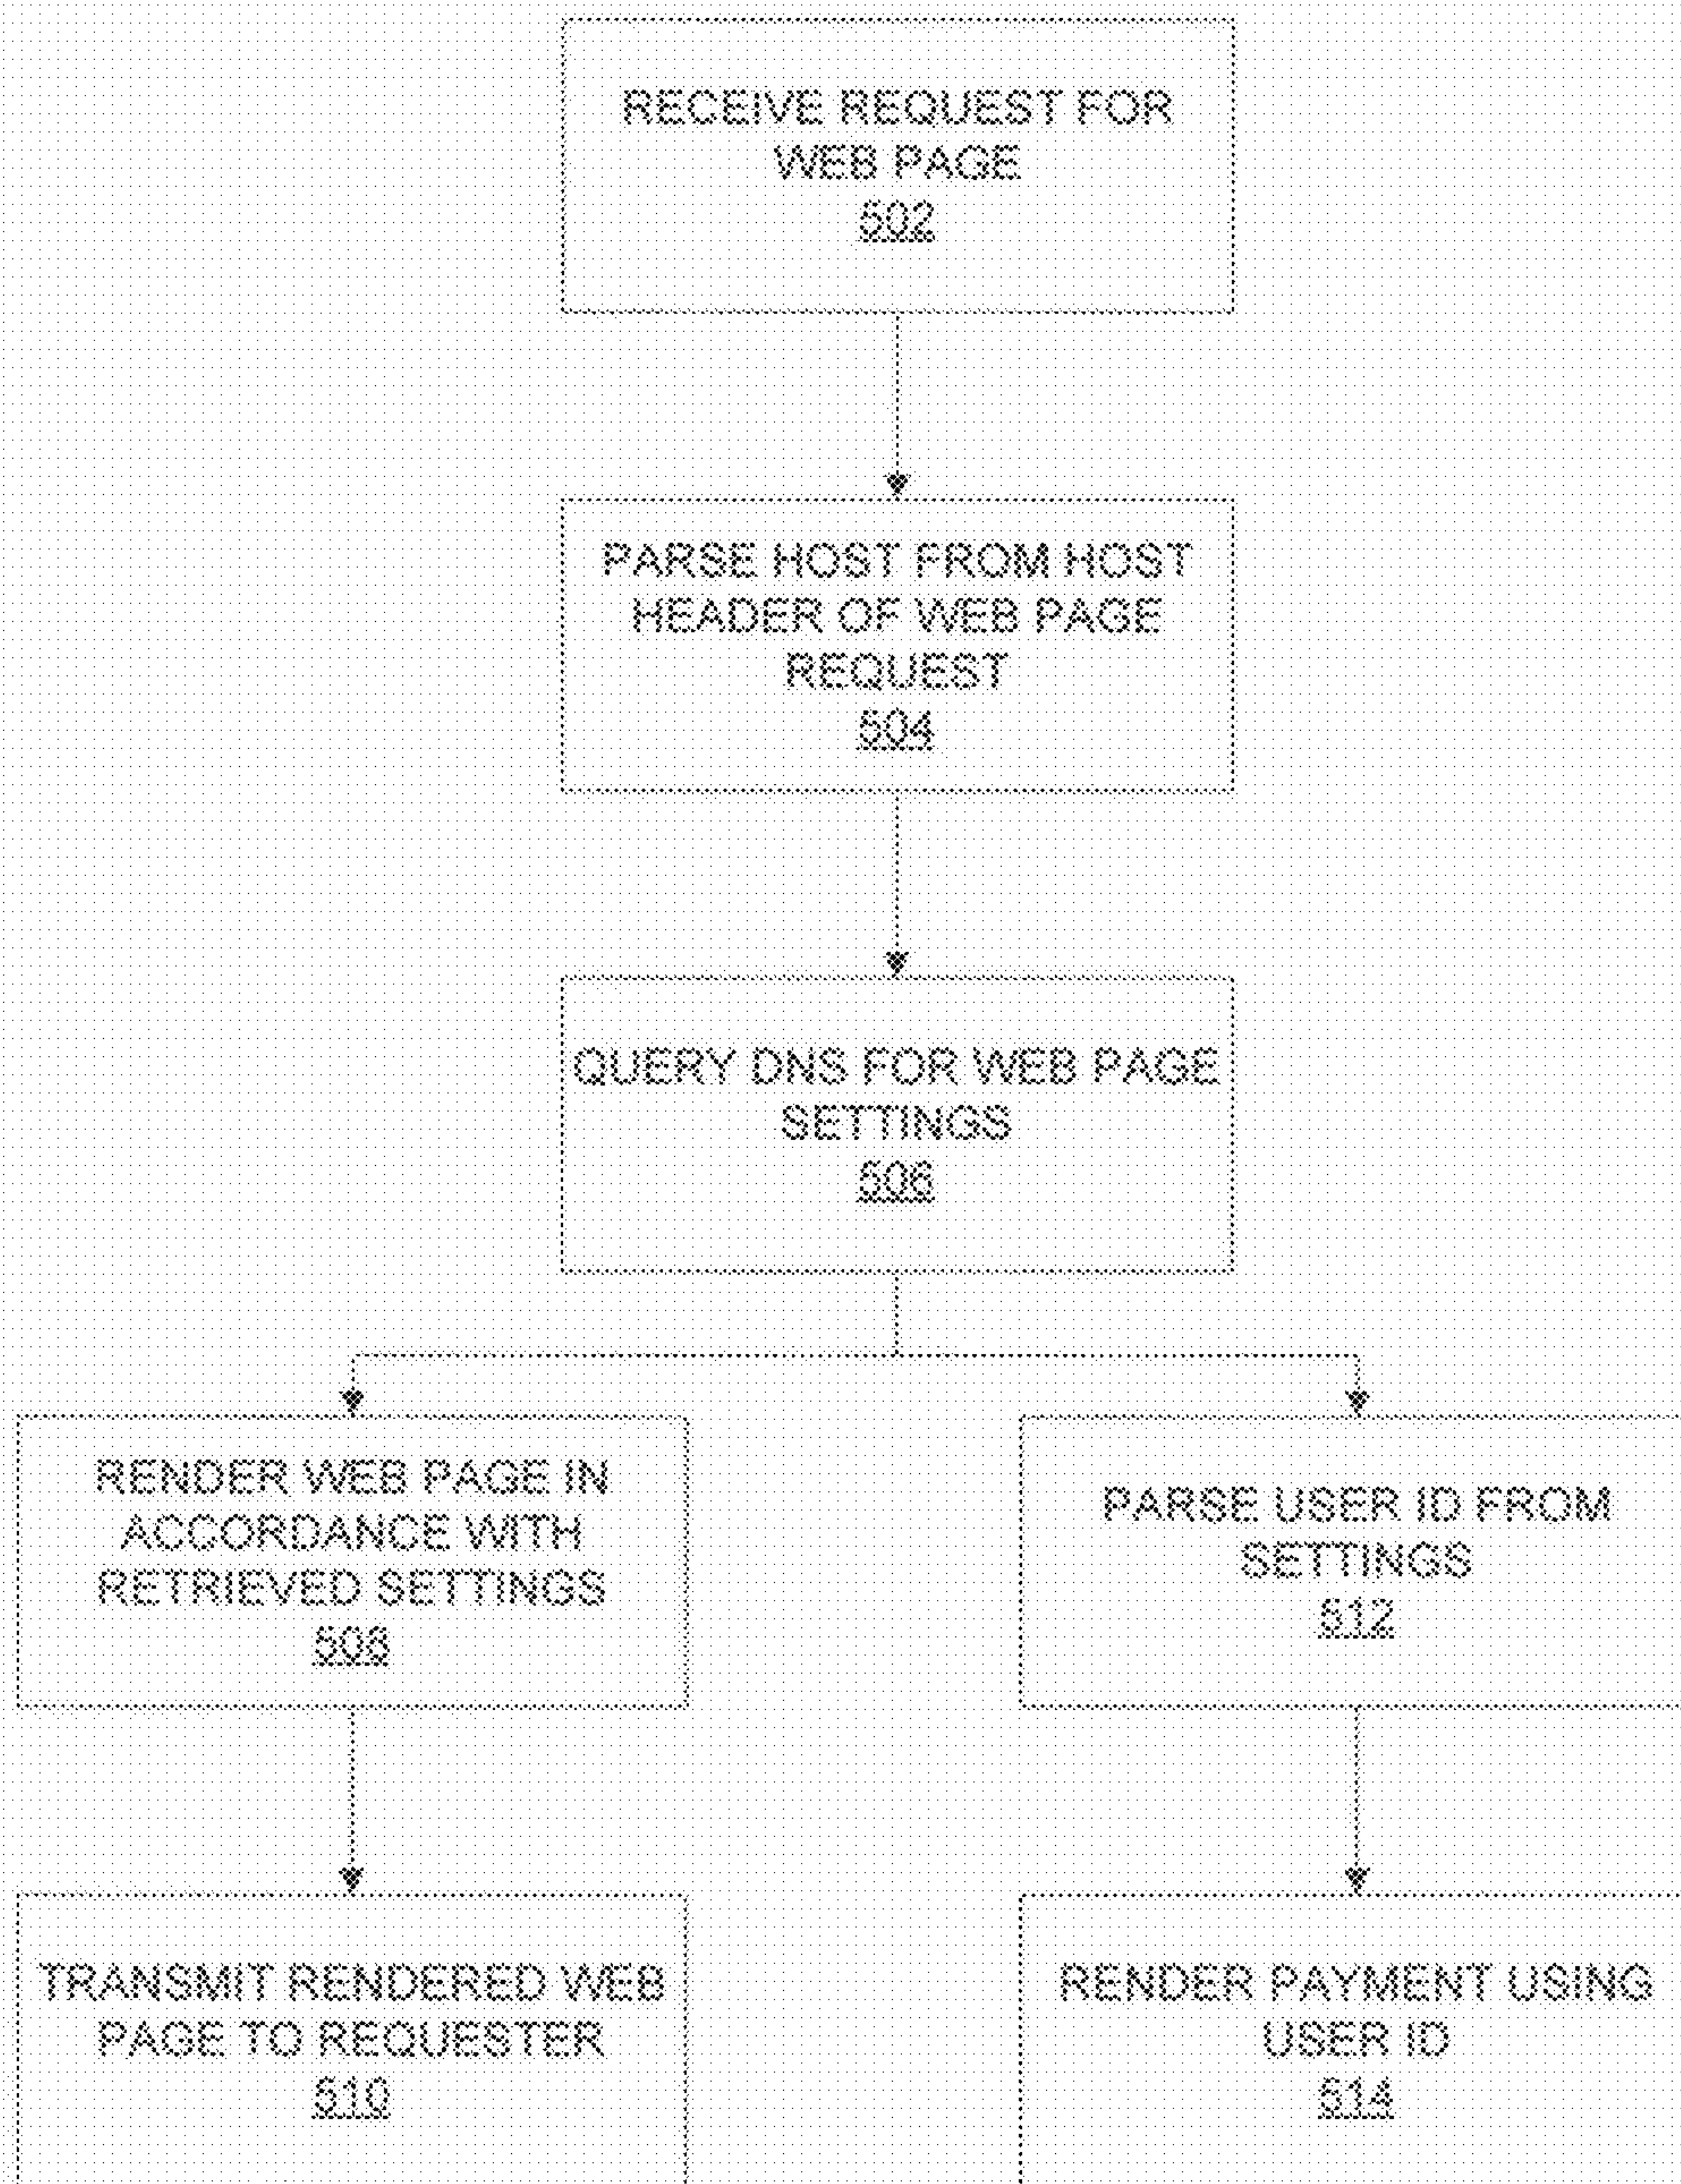 RECEIVE REQUEST FOR
WEB PAGE
502
PARSE HOST FROM HOST
HEADER OF WEB PAGE
REQUEST
504
QUERY DNS FOR WEB PAGE
SETTINGS
506
RENDER WEB PAGE IN
ACCORDANCE WITH
RETRIEVED SETTINGS
508
PARSE USER ID FROM
SETTINGS
512
TRANSMIT RENDERED WEB
PAGE TO REQUESTER
510
RENDER PAYMENT USING
USER ID
514